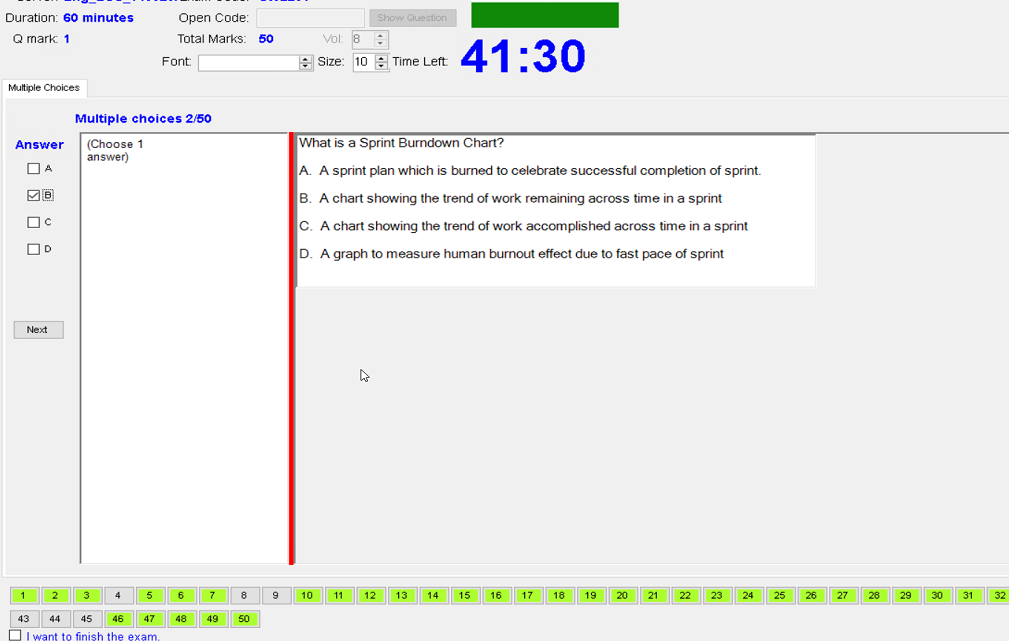 Duration: 60 minutes Open Code: Show Question
Q mark: 1 Total Marks: 50 Vol: 8
Font: Size: 10 Time Left: 41:30
Multiple Choices
Multiple choices 2/50
Answer
(Choose 1
answer)
A
B
C
D
Next
What is a Sprint Burndown Chart?
A. A sprint plan which is burned to celebrate successful completion of sprint.
B. A chart showing the trend of work remaining across time in a sprint
C. A chart showing the trend of work accomplished across time in a sprint
D. A graph to measure human burnout effect due to fast pace of sprint
1 2 3 4 5 6 7 8 9 10 11 12 13 14 15 16 17 18 19 20 21 22 23 24 25 26 27 28 29 30 31 32
43 44 45 46 47 48 49 50
I want to finish the exam.